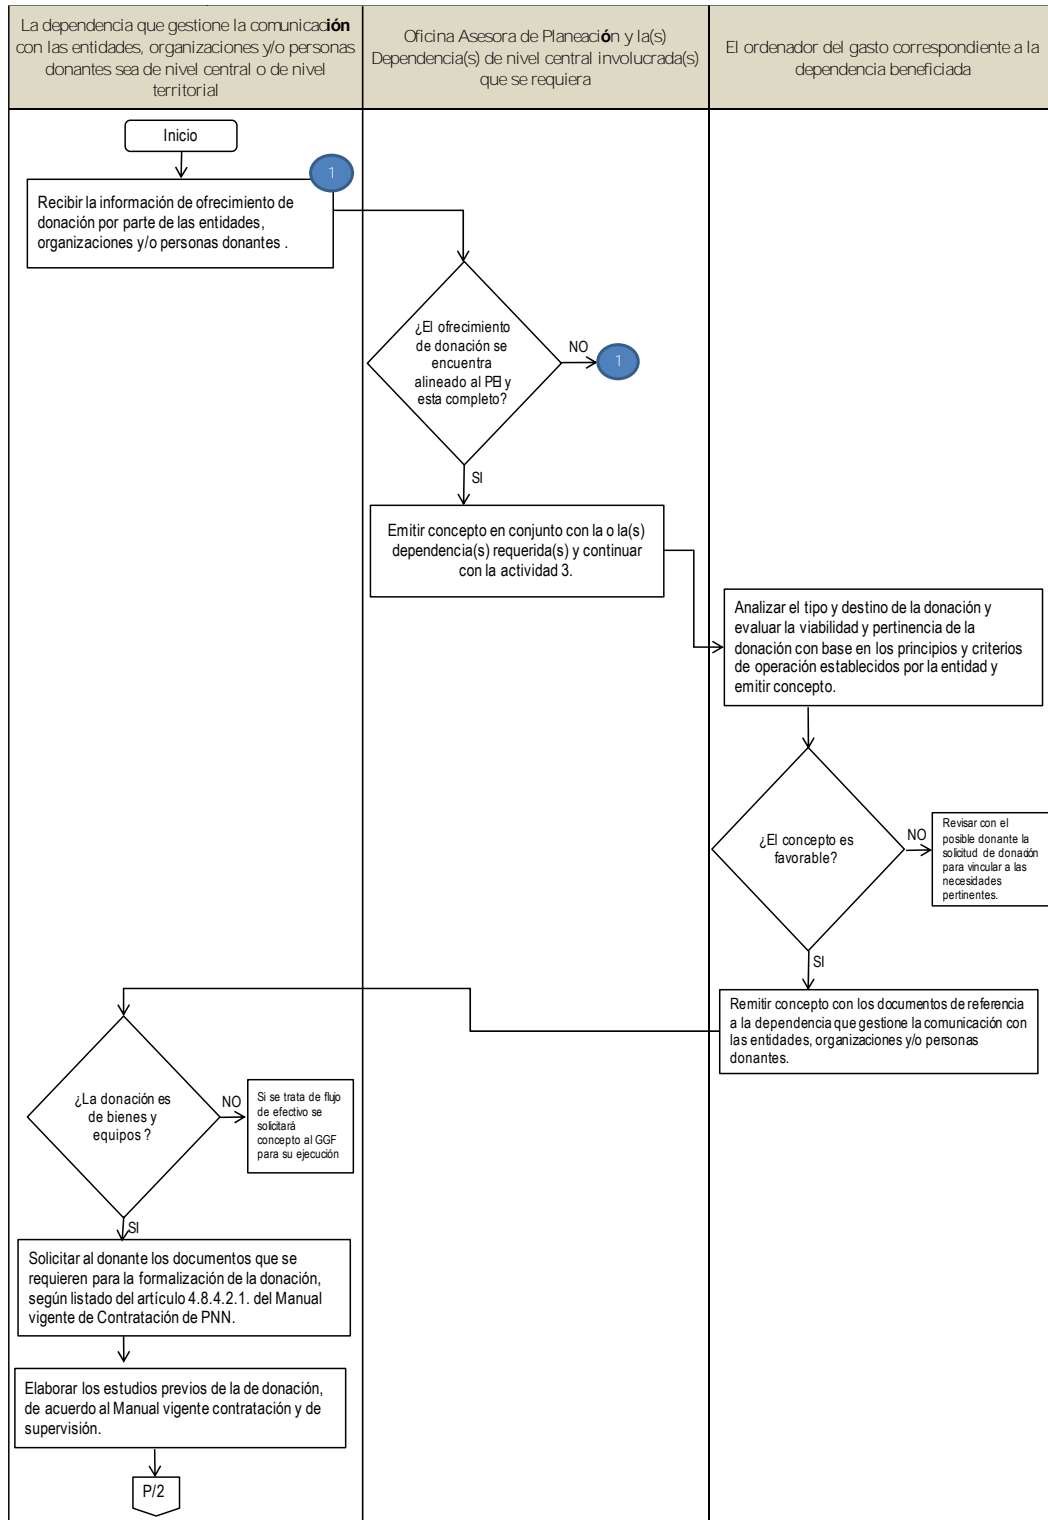 La dependencia que gestione la comunicación
con las entidades, organizaciones y/o personas
donantes sea de nivel central o de nivel
territorial
Oficina Asesora de Planeación y la(s)
Dependencia(s) de nivel central involucrada(s)
que se requiera
El ordenador del gasto correspondiente a la
dependencia beneficiada
Inicio
1
Recibir la información de ofrecimiento de
donación por parte de las entidades,
organizaciones y/o personas donantes .
¿El ofrecimiento
de donación se
encuentra
alineado al PEI y
esta completo?
NO
1
SI
Emitir concepto en conjunto con la o la(s)
dependencia(s) requerida(s) y continuar
con la actividad 3.
Analizar el tipo y destino de la donación y
evaluar la viabilidad y pertinencia de la
donación con base en los principios y criterios
de operación establecidos por la entidad y
emitir concepto.
¿El concepto es
favorable?
NO
Revisar con el
posible donante la
solicitud de donación
para vincular a las
necesidades
pertinentes.
SI
Remitir concepto con los documentos de referencia
a la dependencia que gestione la comunicación con
las entidades, organizaciones y/o personas
donantes.
¿La donación es
de bienes y
equipos ?
NO
Si se trata de flujo
de efectivo se
solicitará
concepto al GGF
para su ejecución
SI
Solicitar al donante los documentos que se
requieren para la formalización de la donación,
según listado del artículo 4.8.4.2.1. del Manual
vigente de Contratación de PNN.
Elaborar los estudios previos de la de donación,
de acuerdo al Manual vigente contratación y de
supervisión.
P/2